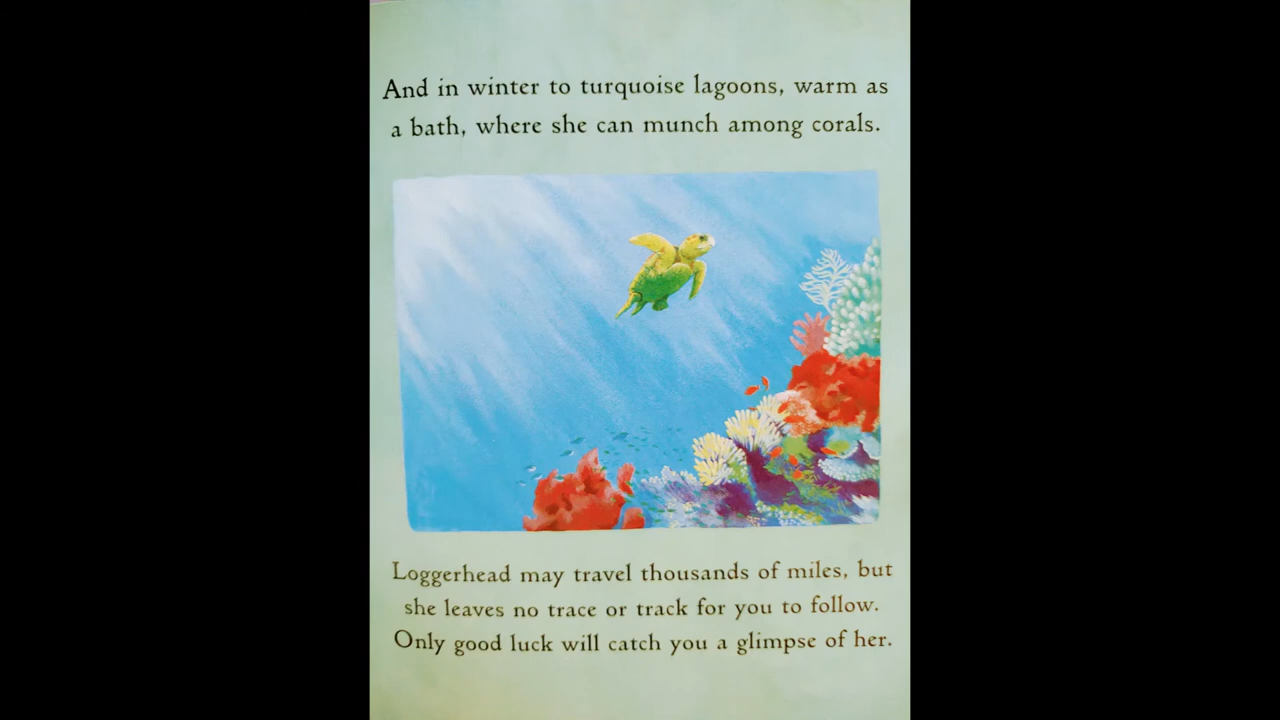 And in winter to turquoise lagoons, warm as
a bath, where she can munch among corals.
Loggerhead may travel thousands of miles, but
she leaves no trace or track for you to follow.
Only good luck will catch you a glimpse of her.